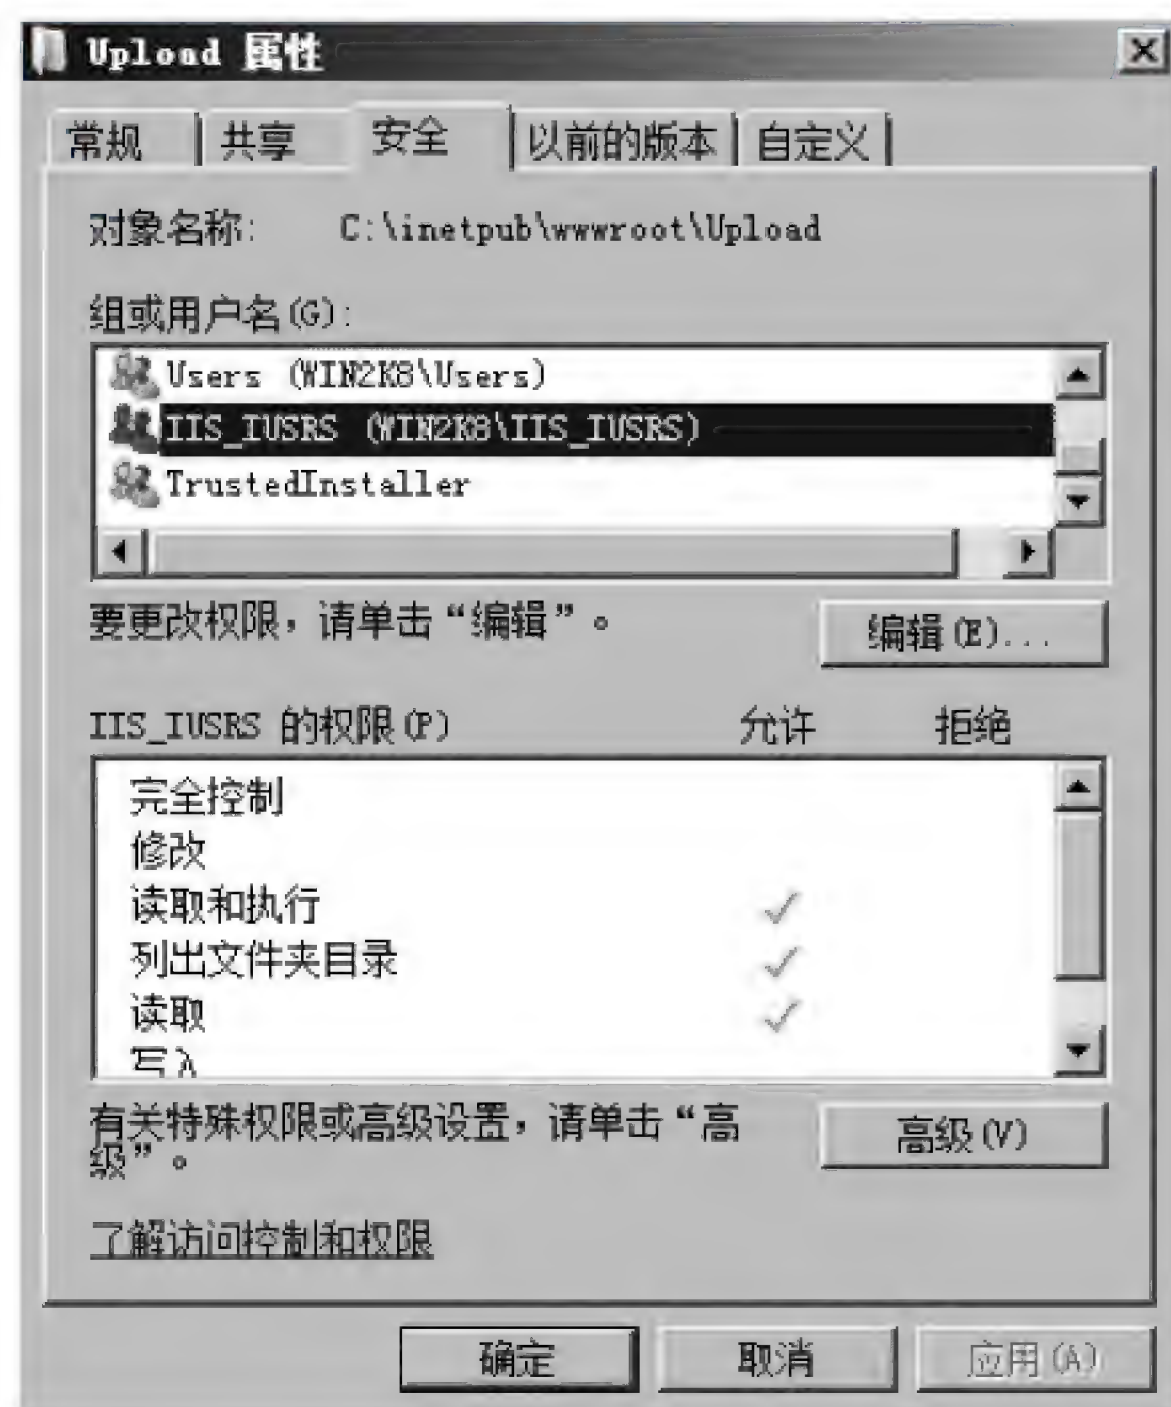 Upload 属性
常规 共享 安全 以前的版本 自定义
对象名称: C:\inetpub\wwwroot\Upload
组或用户名(G):
Users (WIN2K8\Users)
IIS_IUSRS (WIN2K8\IIS_IUSRS)
TrustedInstaller
要更改权限，请单击“编辑”。 编辑(E)...
IIS_IUSRS 的权限(P) 允许 拒绝
完全控制
修改
读取和执行
列出文件夹目录
读取
写入
有关特殊权限或高级设置，请单击“高
级”。 高级(V)
了解访问控制和权限
确定 取消 应用(A)